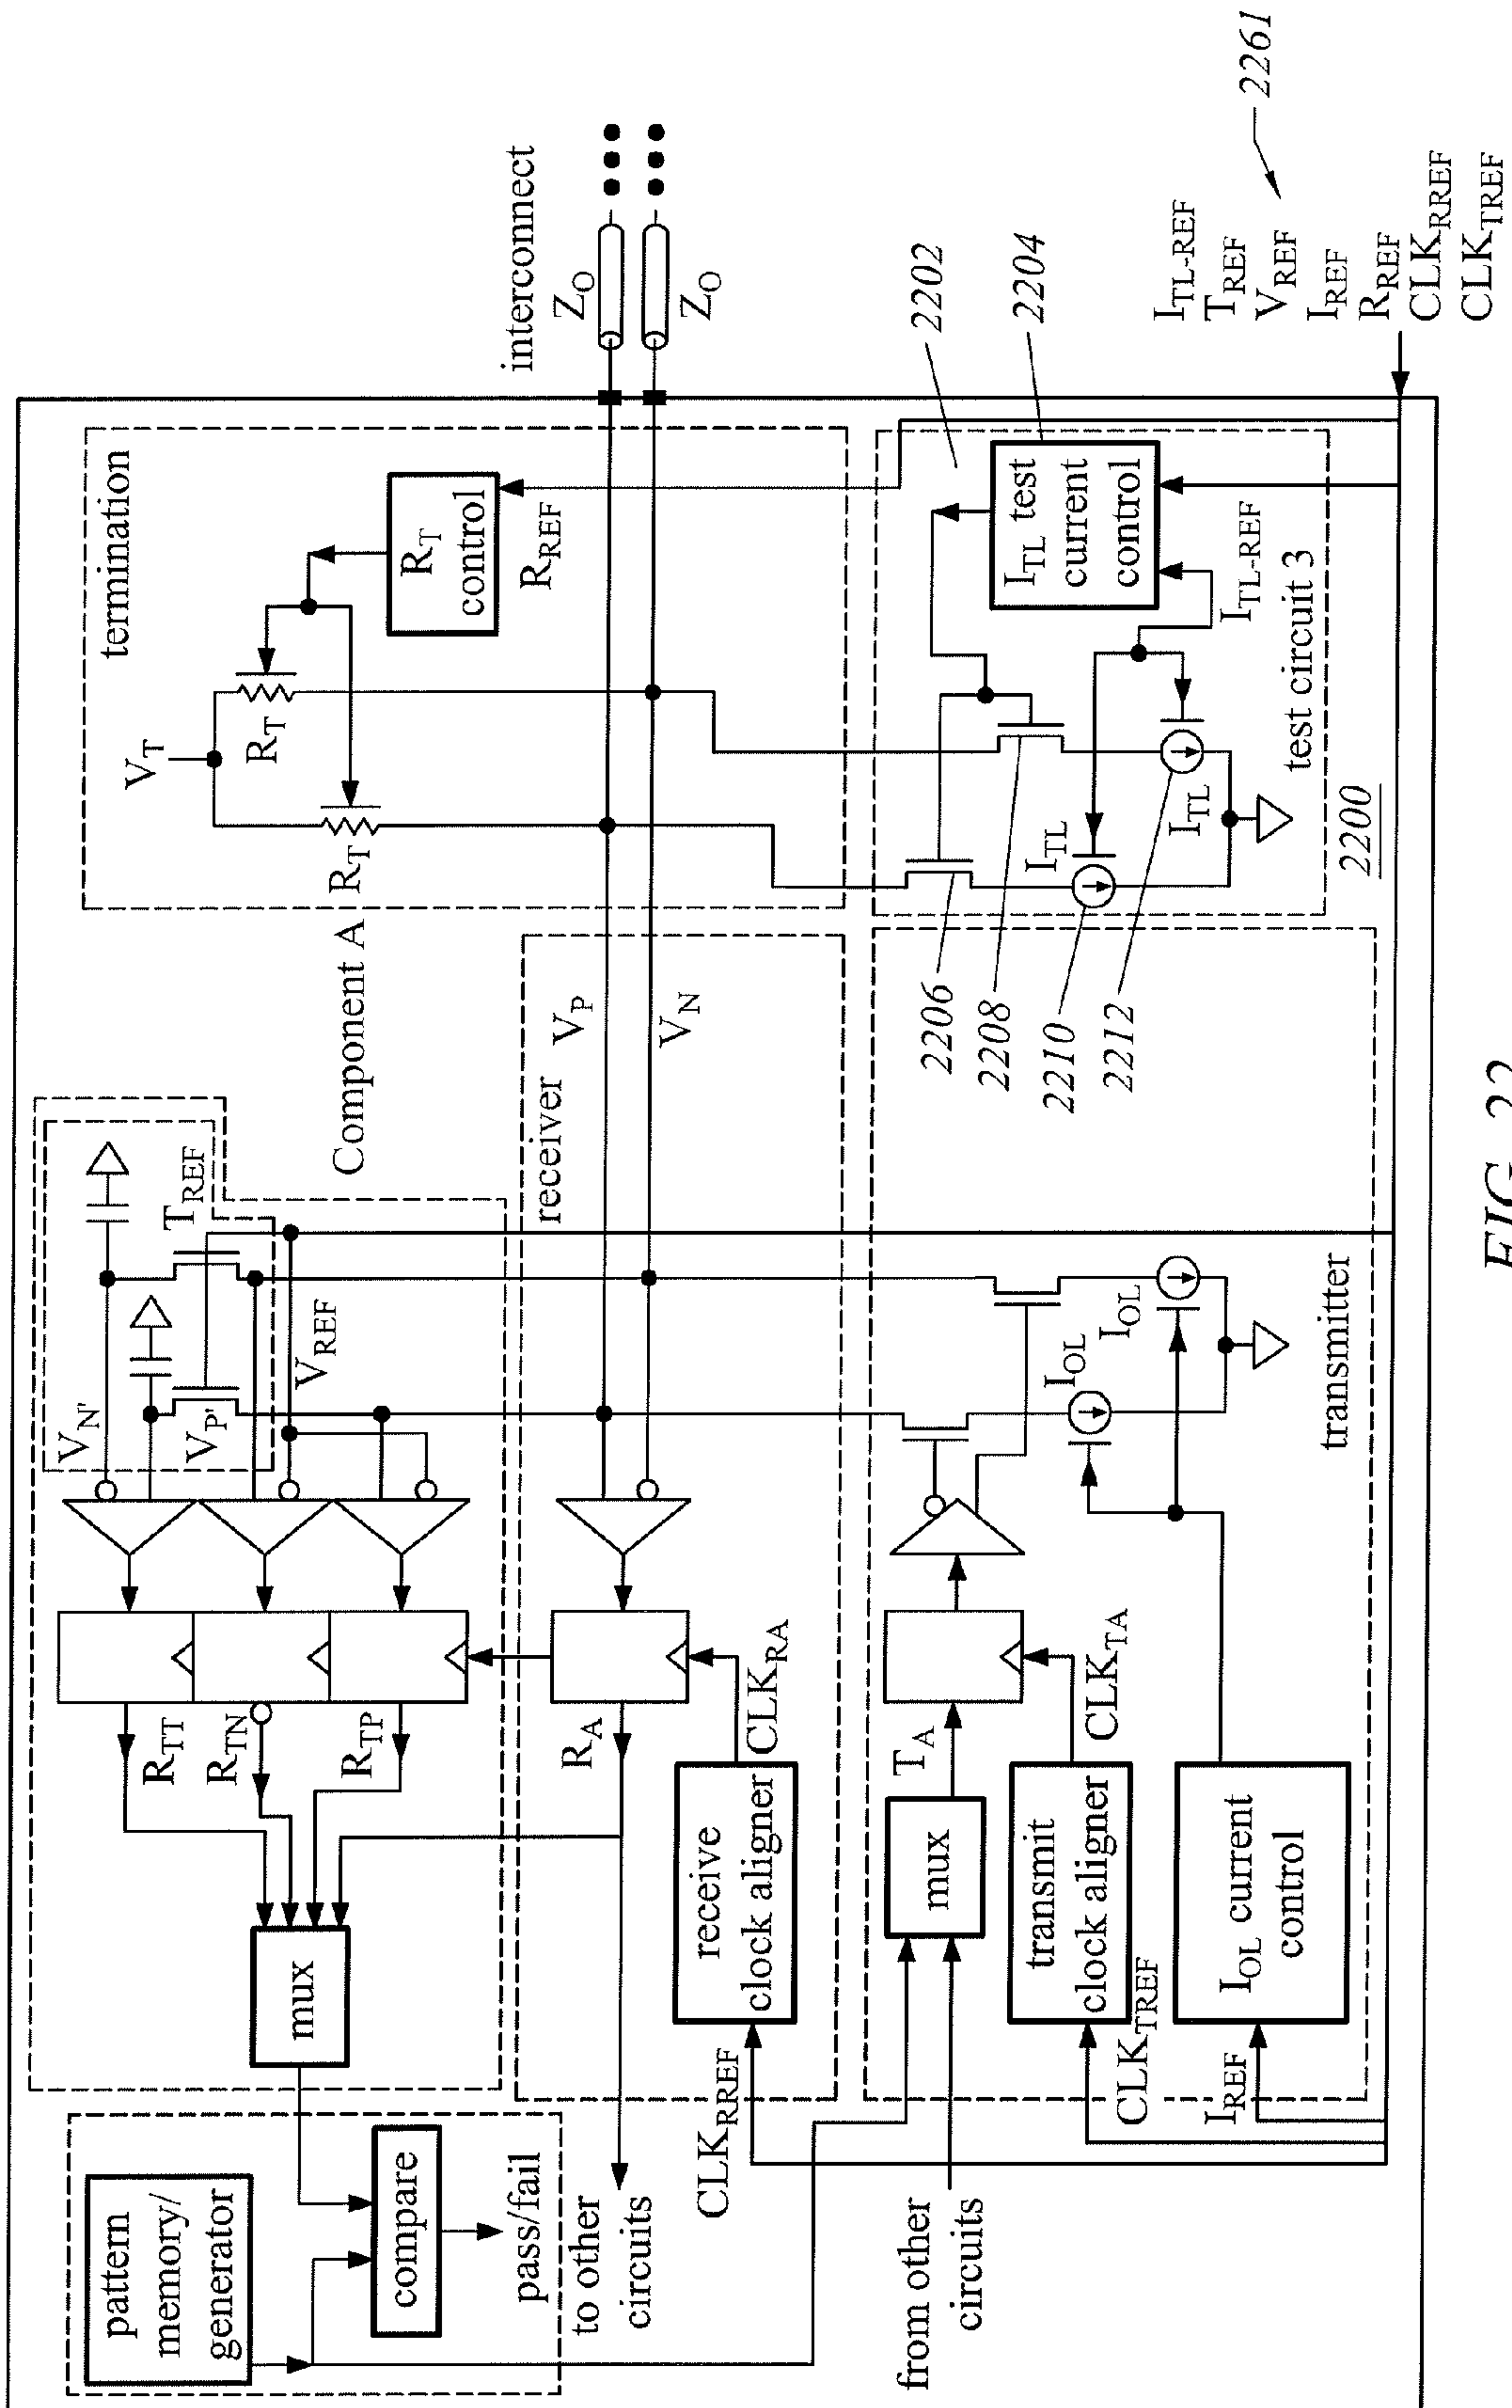 pattern
memory/
generator
compare
pass/fail
to other
circuits
mux
R_TT
R_TN
R_TP
V_N'
V_P'
T_REF
V_REF
Component A
V_T
R_T
R_T
termination
R_T
control
R_REF
interconnect
Z_O
Z_O
receiver
V_P
V_N
R_A
CLK_RA
receive
clock aligner
CLK_RREF
from other
circuits
mux
T_A
CLK_TA
transmit
clock aligner
CLK_TREF
I_OL current
control
I_REF
I_OL
I_OL
transmitter
2206
2208
2210
2212
I_TL
I_TL
I_TL test
current
control
I_TL-REF
test circuit 3
2200
2202
2204
I_TL-REF
T_REF
V_REF
I_REF
R_REF
CLK_RREF
CLK_TREF
2261
FIG. 22